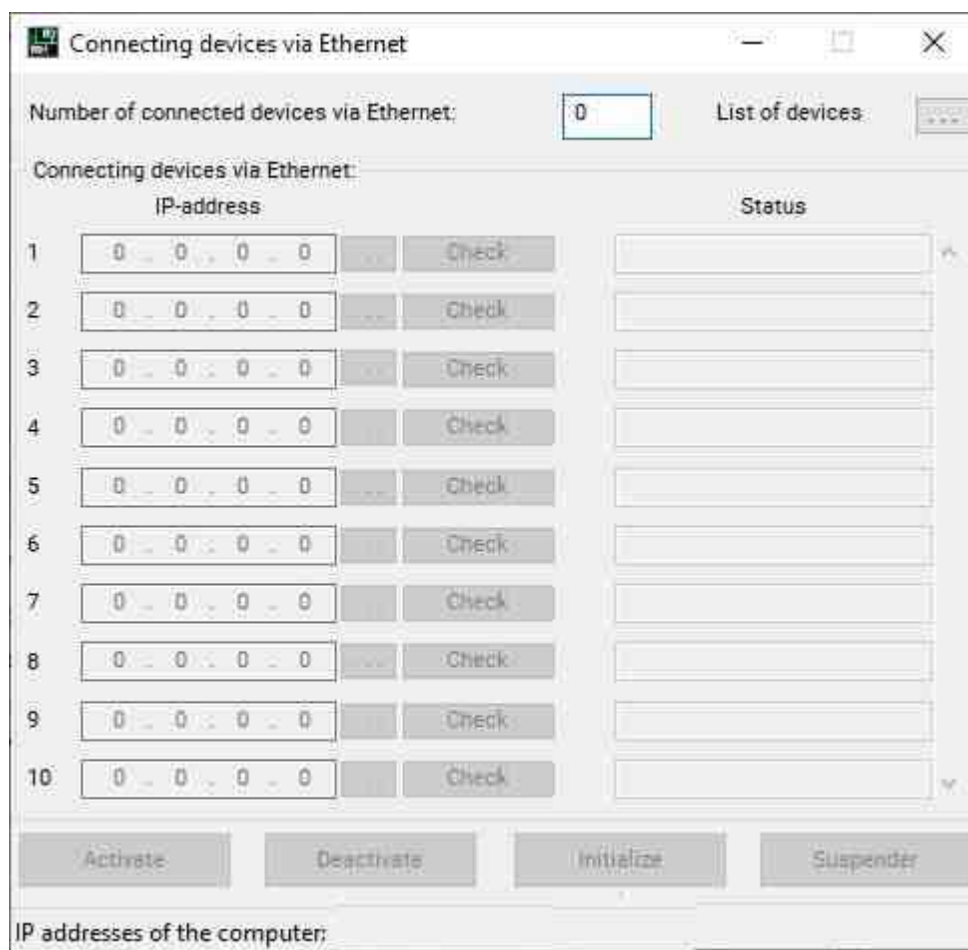 Connecting devices via Ethernet
Number of connected devices via Ethernet: 0 List of devices ...
Connecting devices via Ethernet:
IP-address Status
1 0 . 0 . 0 . 0 ... Check
2 0 . 0 . 0 . 0 ... Check
3 0 . 0 . 0 . 0 ... Check
4 0 . 0 . 0 . 0 ... Check
5 0 . 0 . 0 . 0 ... Check
6 0 . 0 . 0 . 0 ... Check
7 0 . 0 . 0 . 0 ... Check
8 0 . 0 . 0 . 0 ... Check
9 0 . 0 . 0 . 0 ... Check
10 0 . 0 . 0 . 0 ... Check
Activate Deactivate Initialize Suspender
IP addresses of the computer: